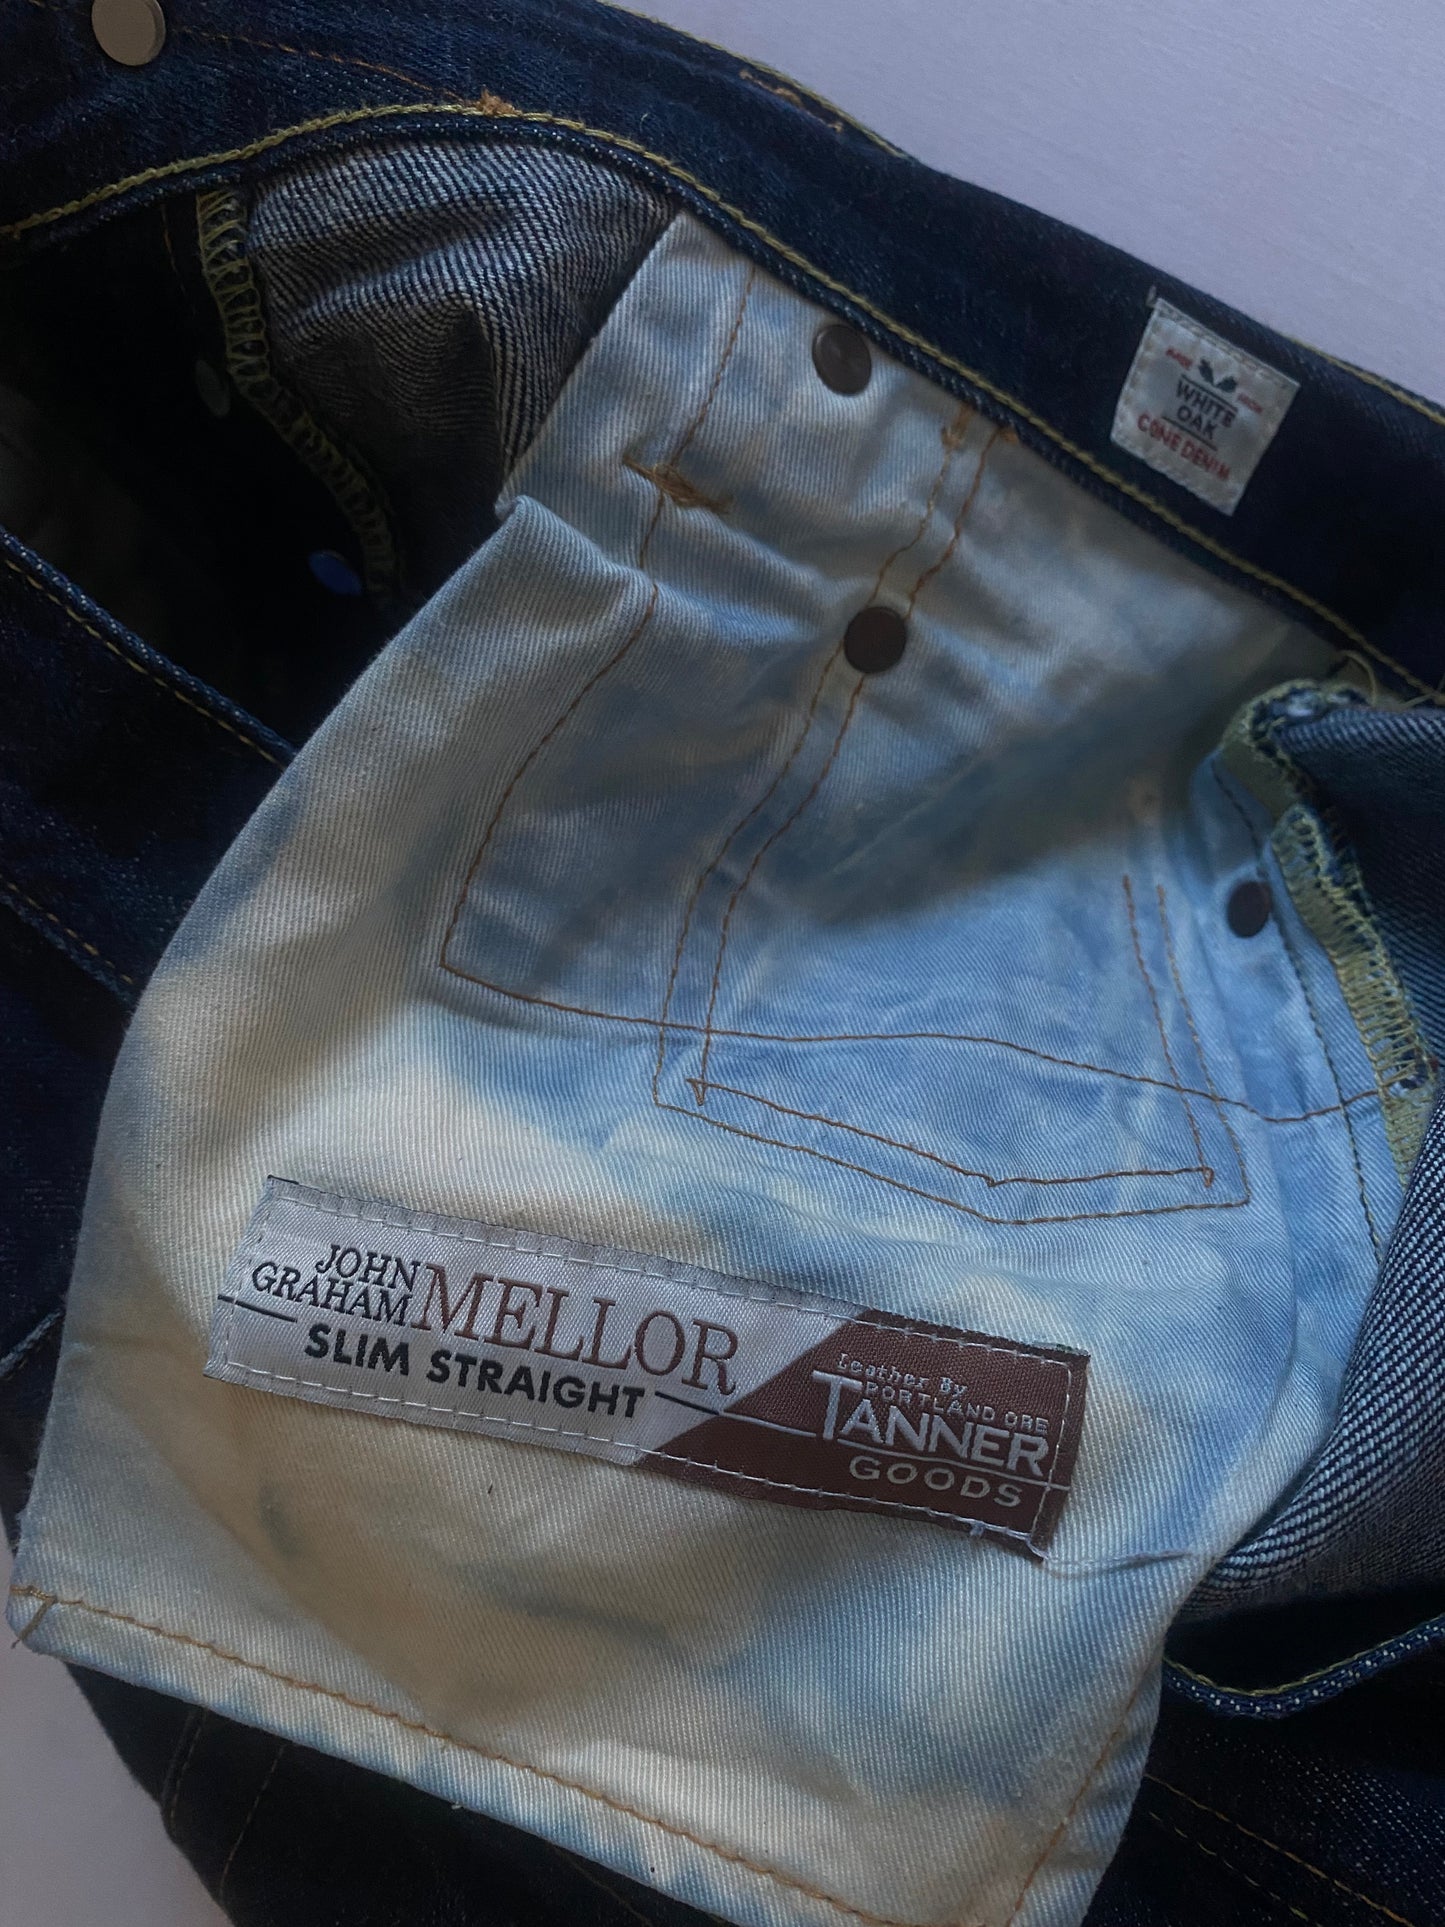 WHITE
OAK
CONE DENIM
JOHN
GRAHAM
MELLOR
SLIM STRAIGHT
Leather By
PORTLAND ORE
TANNER
GOODS